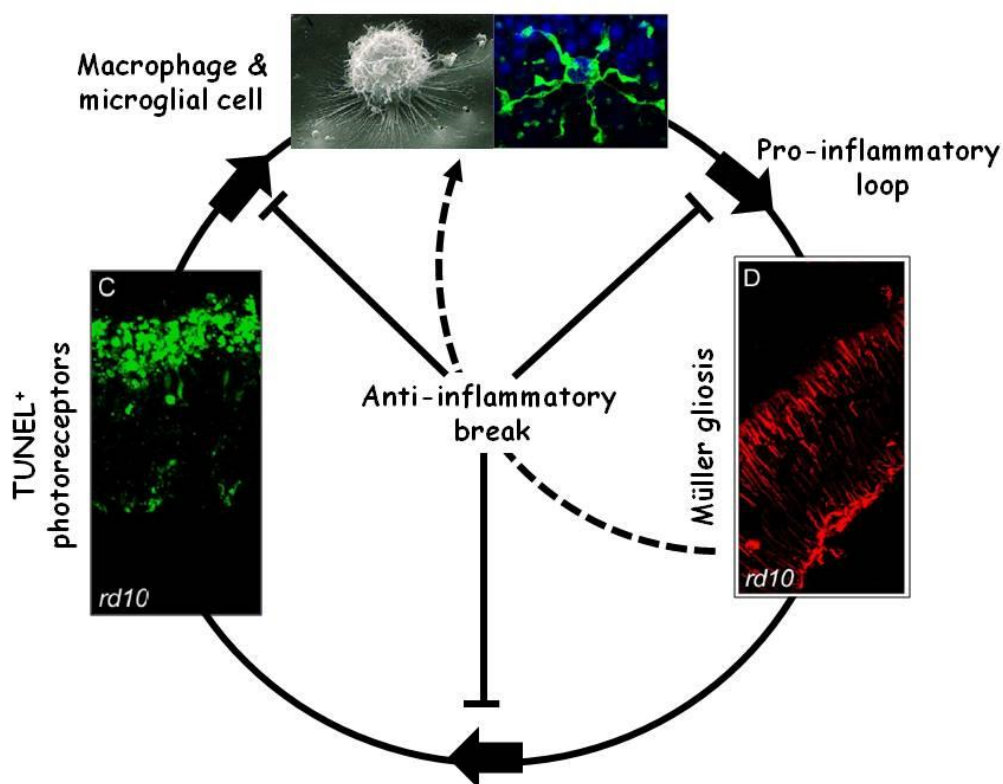 Macrophage &
microglial cell
Pro-inflammatory
loop
C
TUNEL⁺
photoreceptors
rd10
Anti-inflammatory
break
D
Müller gliosis
rd10